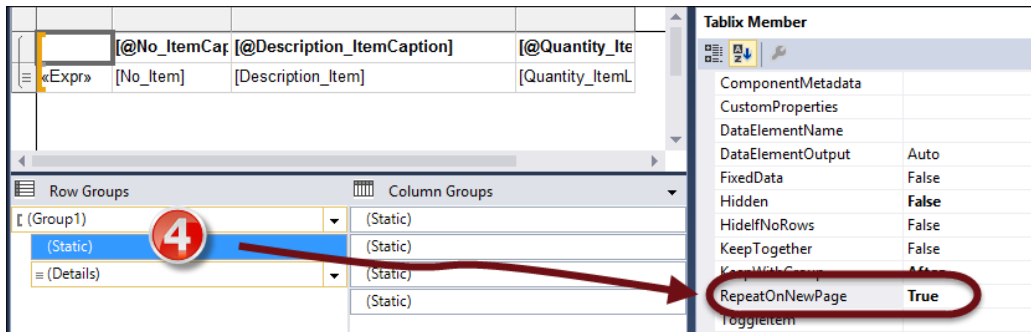 Tablix Member
[@No_ItemCap [@Description_ItemCaption] [@Quantity_Ite
«Expr» [No_Item] [Description_Item] [Quantity_ItemL
ComponentMetadata
CustomProperties
DataElementName
DataElementOutput Auto
FixedData False
Hidden False
HideIfNoRows
KeepTogether False
KeepWithGroup After
RepeatOnNewPage True
ToggleItem
Row Groups
Column Groups
(Group1)
(Static)
(Details)
4
(Static)
(Static)
(Static)
(Static)